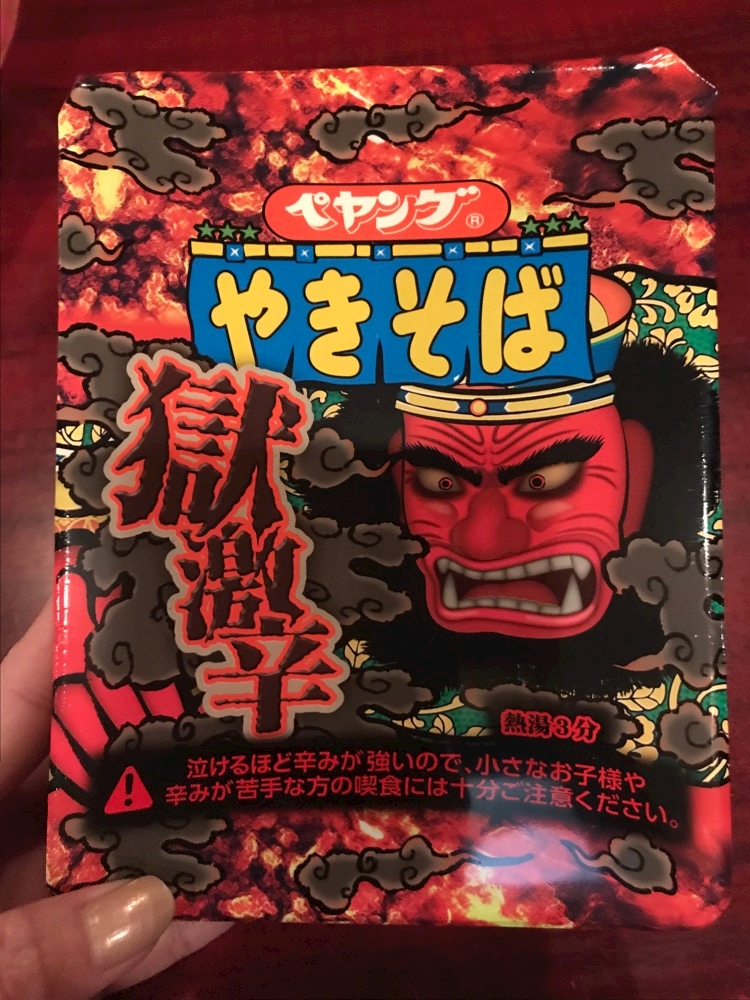 ペヤング®
やきそば
獄激辛
熱湯3分
泣けるほど辛みが強いので、小さなお子様や
辛みが苦手な方の喫食には十分ご注意ください。